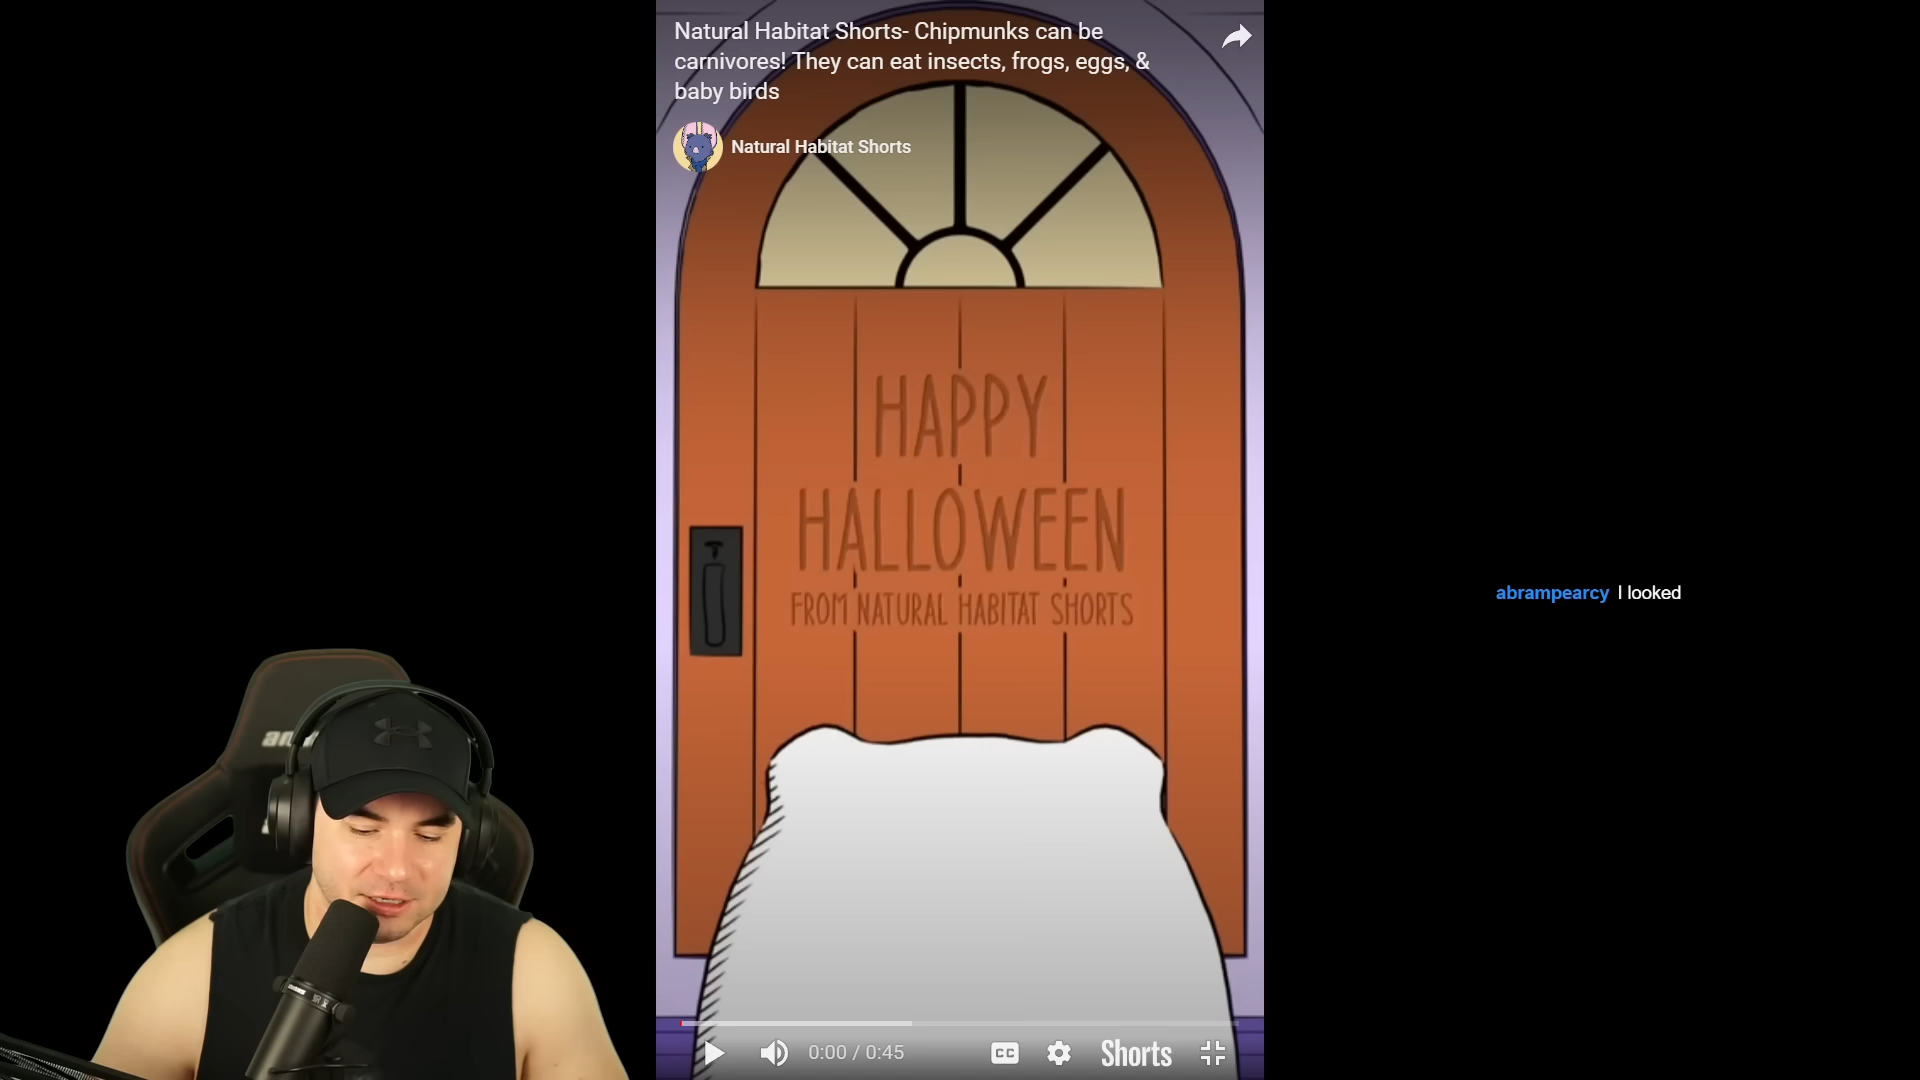 Natural Habitat Shorts- Chipmunks can be
carnivores! They can eat insects, frogs, eggs, &
baby birds
Natural Habitat Shorts
HAPPY
HALLOWEEN
FROM NATURAL HABITAT SHORTS
abrampearcy I looked
0:00 / 0:45
CC
Shorts